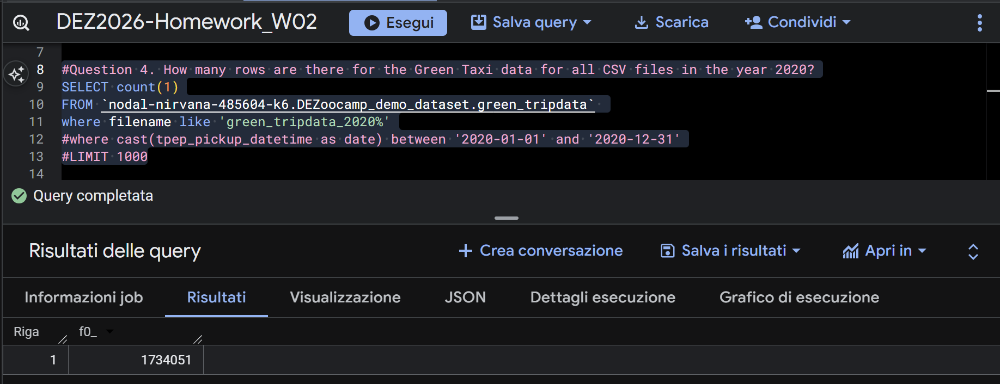 DEZ2026-Homework_W02 Esegui Salva query Scarica Condividi
7
8 #Question 4. How many rows are there for the Green Taxi data for all CSV files in the year 2020?
9 SELECT count(1)
10 FROM `nodal-nirvana-485604-k6.DEZoocamp_demo_dataset.green_tripdata`
11 where filename like 'green_tripdata_2020%'
12 #where cast(tpep_pickup_datetime as date) between '2020-01-01' and '2020-12-31'
13 #LIMIT 1000
14
Query completata
Risultati delle query Crea conversazione Salva i risultati Apri in
Informazioni job Risultati Visualizzazione JSON Dettagli esecuzione Grafico di esecuzione
Riga f0_
1 1734051